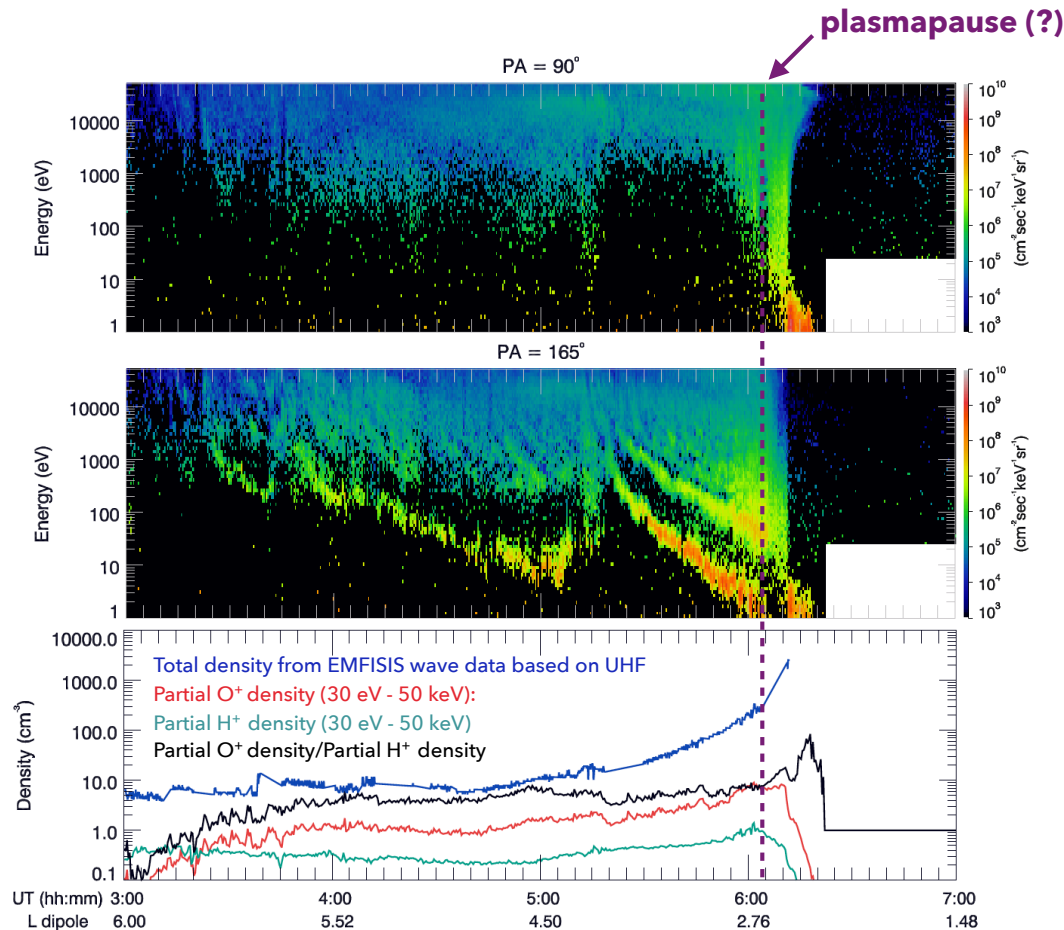 plasmapause (?)
PA = 90°
Energy (eV)
10000
1000
100
10
1
10¹⁰
10⁹
10⁸
10⁷
10⁶
10⁵
10⁴
10³
(cm⁻²sec⁻¹keV⁻¹sr⁻¹)
PA = 165°
Energy (eV)
10000
1000
100
10
1
10¹⁰
10⁹
10⁸
10⁷
10⁶
10⁵
10⁴
10³
(cm⁻²sec⁻¹keV⁻¹sr⁻¹)
Density (cm⁻³)
10000.0
1000.0
100.0
10.0
1.0
0.1
Total density from EMFISIS wave data based on UHF
Partial O⁺ density (30 eV - 50 keV):
Partial H⁺ density (30 eV - 50 keV)
Partial O⁺ density/Partial H⁺ density
UT (hh:mm) 3:00 4:00 5:00 6:00 7:00
L dipole 6.00 5.52 4.50 2.76 1.48